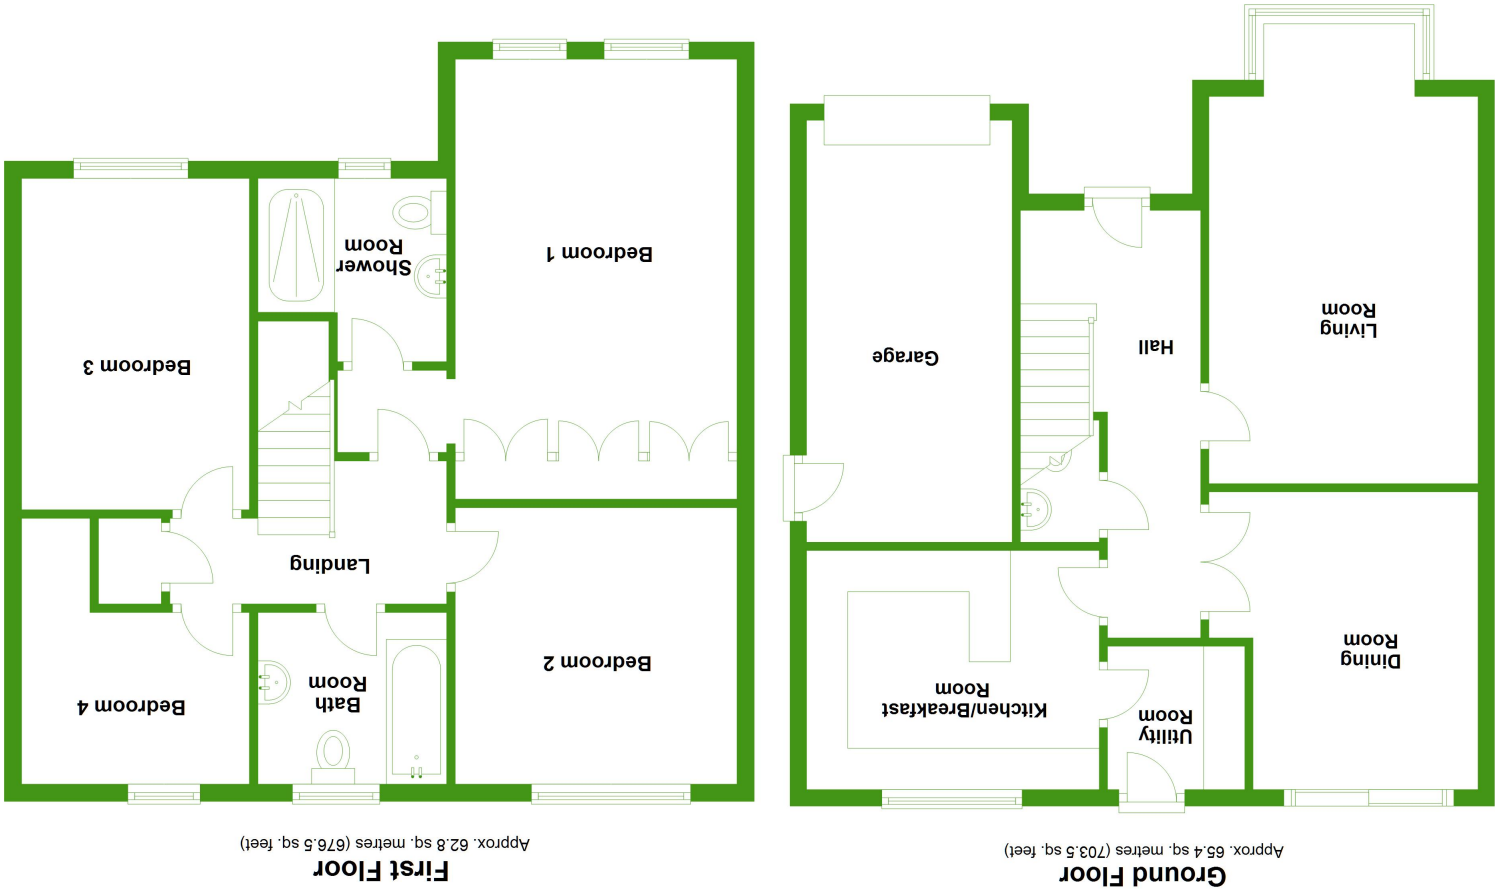 Ground Floor
Approx. 65.4 sq. metres (703.5 sq. feet)
Utility
Room
Kitchen/Breakfast
Room
Dining
Room
Hall
Garage
Living
Room
First Floor
Approx. 62.8 sq. metres (676.5 sq. feet)
Bedroom 2
Bath
Room
Bedroom 4
Landing
Bedroom 3
Bedroom 1
Shower
Room